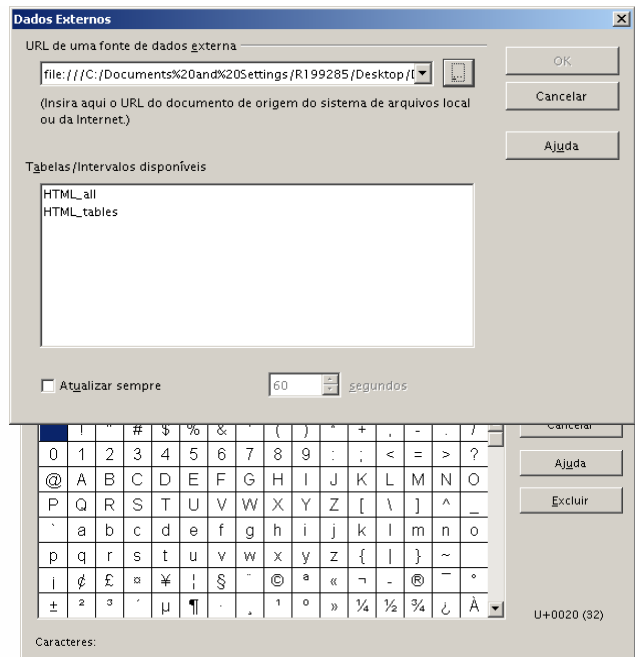 Dados Externos
URL de uma fonte de dados externa
file:///C:/Documents%20and%20Settings/R199285/Desktop/D
...
OK
(Insira aqui o URL do documento de origem do sistema de arquivos local
ou da Internet.)
Cancelar
Ajuda
Tabelas/Intervalos disponíveis
HTML_all
HTML_tables
Atualizar sempre
60
segundos
! " # $ % & ' ( ) * + , - . /
Cancelar
0 1 2 3 4 5 6 7 8 9 : ; < = > ?
Ajuda
@ A B C D E F G H I J K L M N O
P Q R S T U V W X Y Z [ \ ] ^ _
Excluir
` a b c d e f g h i j k l m n o
p q r s t u v w x y z { | } ~
¡ ¢ £ ¤ ¥ ¦ § ¨ © ª « ¬ - ® ¯ °
± ² ³ ´ µ ¶ · ¸ ¹ º » ¼ ½ ¾ ¿ À
U+0020 (32)
Caracteres: